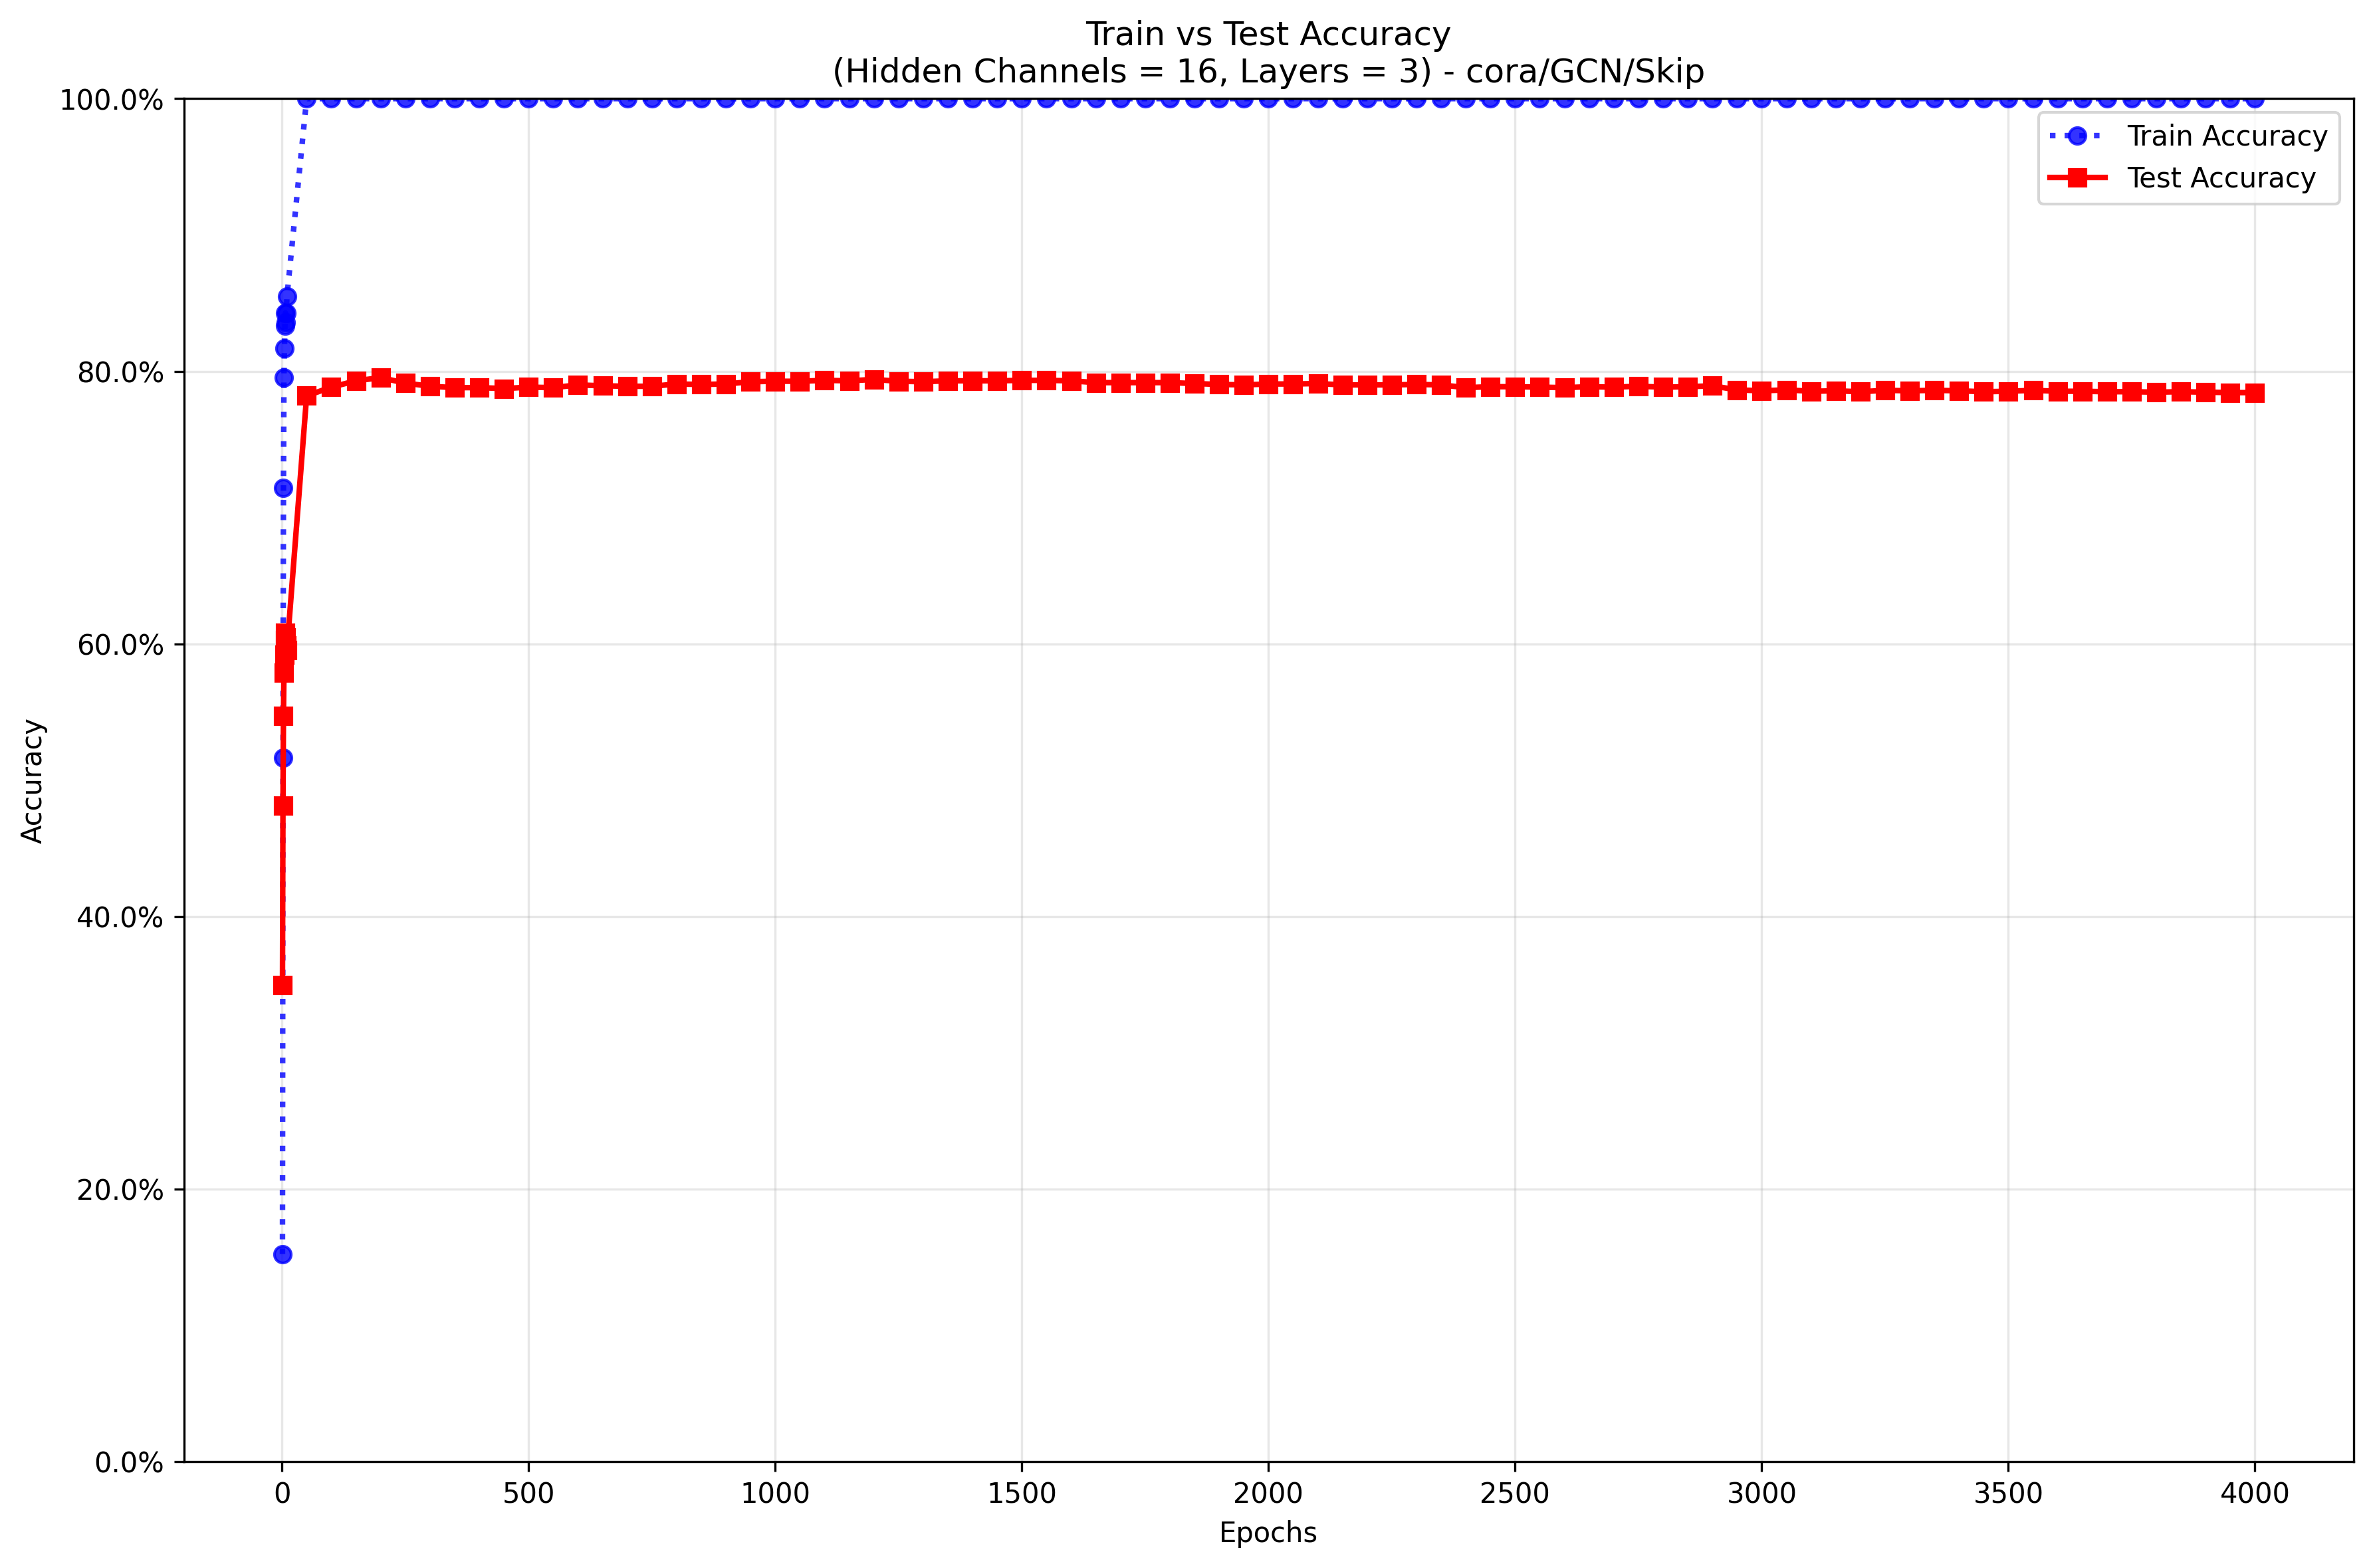 Train vs Test Accuracy
(Hidden Channels = 16, Layers = 3) - cora/GCN/Skip
100.0%
80.0%
60.0%
40.0%
20.0%
0.0%
Accuracy
Train Accuracy
Test Accuracy
0 500 1000 1500 2000 2500 3000 3500 4000
Epochs